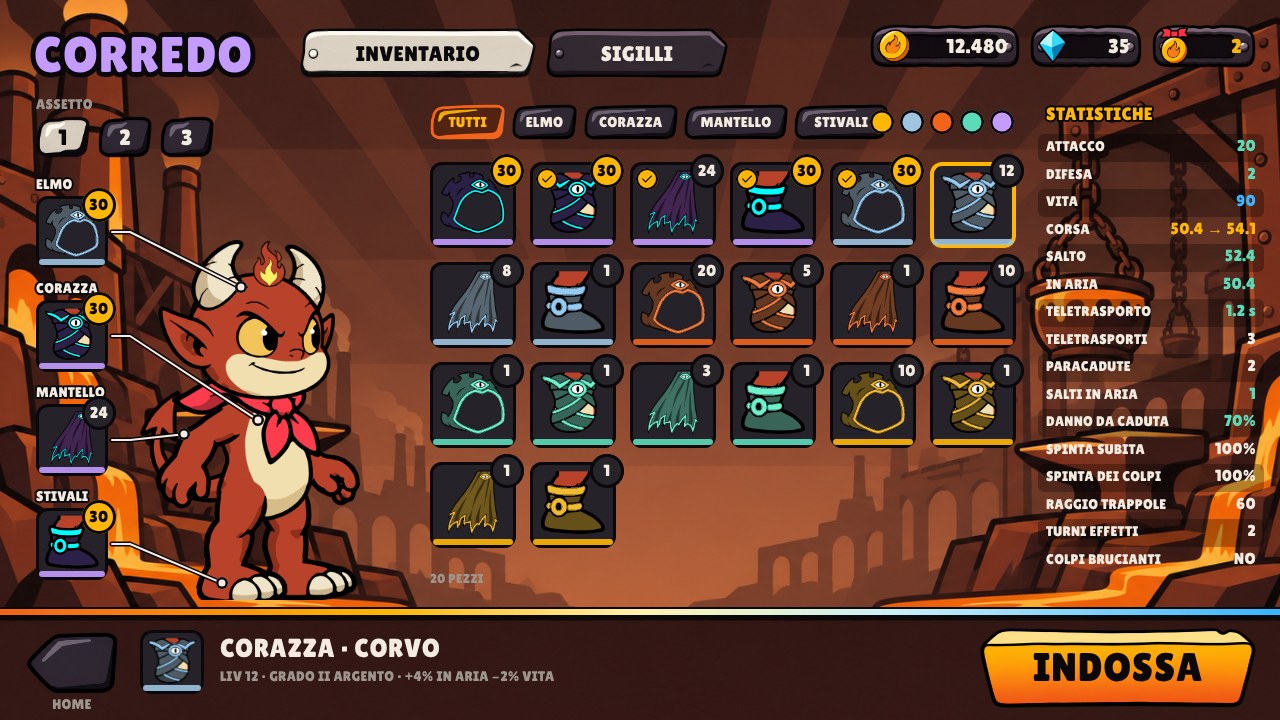 CORREDO
INVENTARIO
SIGILLI
12.480
35
2
ASSETTO
1 2 3
TUTTI ELMO CORAZZA MANTELLO STIVALI
ELMO
30
CORAZZA
30
MANTELLO
24
STIVALI
30
30 30 24 30 30 12
8 1 20 5 1 10
1 1 3 1 10 1
1 1
20 PEZZI
STATISTICHE
ATTACCO 20
DIFESA 2
VITA 90
CORSA 50.4 → 54.1
SALTO 52.4
IN ARIA 50.4
TELETRASPORTO 1.2 s
TELETRASPORTI 3
PARACADUTE 2
SALTI IN ARIA 1
DANNO DA CADUTA 70%
SPINTA SUBITA 100%
SPINTA DEI COLPI 100%
RAGGIO TRAPPOLE 60
TURNI EFFETTI 2
COLPI BRUCIANTI NO
HOME
CORAZZA · CORVO
LIV 12 · GRADO II ARGENTO · +4% IN ARIA −2% VITA
INDOSSA